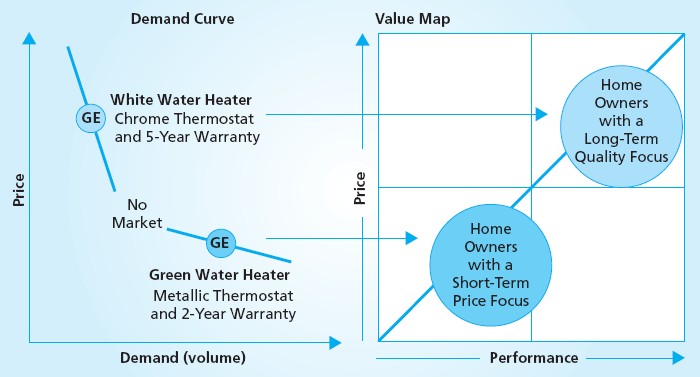 Demand Curve
Price
GE
White Water Heater
Chrome Thermostat
and 5-Year Warranty
No
Market
GE
Green Water Heater
Metallic Thermostat
and 2-Year Warranty
Demand (volume)
Value Map
Price
Home
Owners
with a
Long-Term
Quality Focus
Home
Owners
with a
Short-Term
Price Focus
Performance